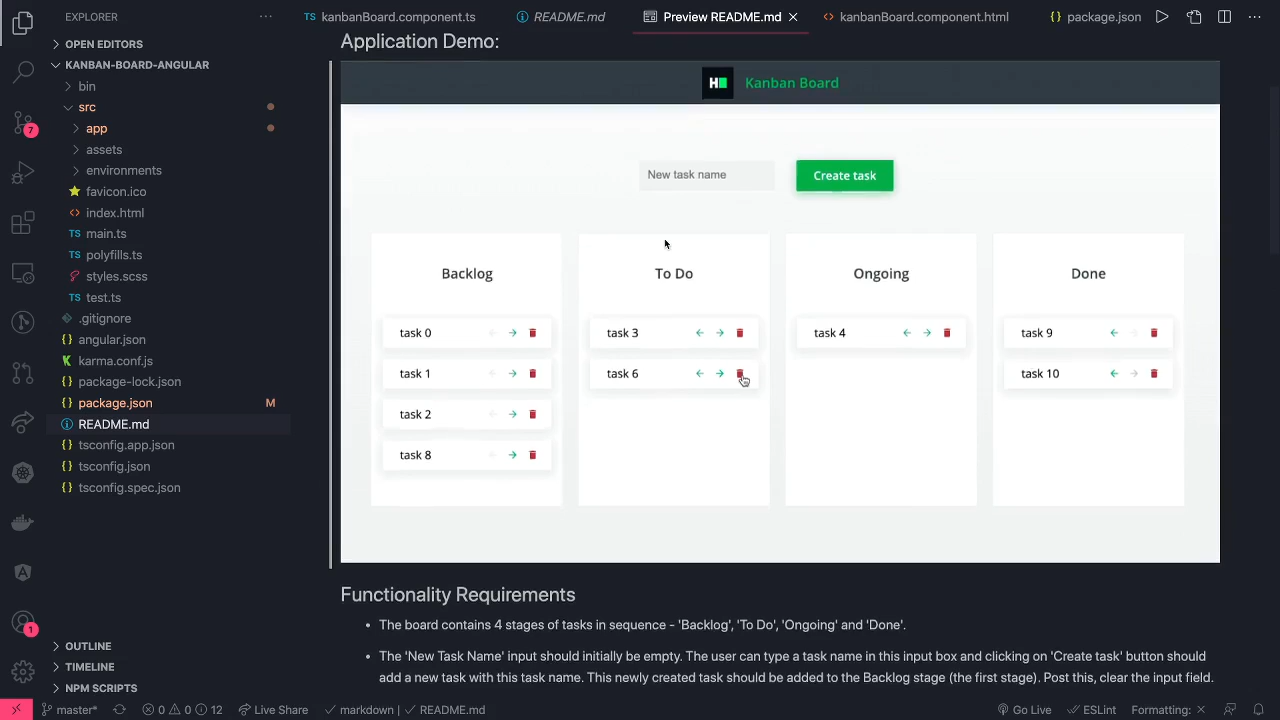 EXPLORER
OPEN EDITORS
KANBAN-BOARD-ANGULAR
bin
src
app
assets
environments
favicon.ico
index.html
TS main.ts
TS polyfills.ts
styles.scss
TS test.ts
.gitignore
angular.json
karma.conf.js
package-lock.json
package.json M
README.md
tsconfig.app.json
tsconfig.json
tsconfig.spec.json
OUTLINE
TIMELINE
NPM SCRIPTS
7
1
TS kanbanBoard.component.ts
README.md
Preview README.md
kanbanBoard.component.html
package.json
Application Demo:
H Kanban Board
New task name
Create task
Backlog
task 0
task 1
task 2
task 8
To Do
task 3
task 6
Ongoing
task 4
Done
task 9
task 10
Functionality Requirements
• The board contains 4 stages of tasks in sequence - 'Backlog', 'To Do', 'Ongoing' and 'Done'.
• The 'New Task Name' input should initially be empty. The user can type a task name in this input box and clicking on 'Create task' button should
add a new task with this task name. This newly created task should be added to the Backlog stage (the first stage). Post this, clear the input field.
master* 0 0 12 Live Share markdown | README.md Go Live ESLint Formatting: